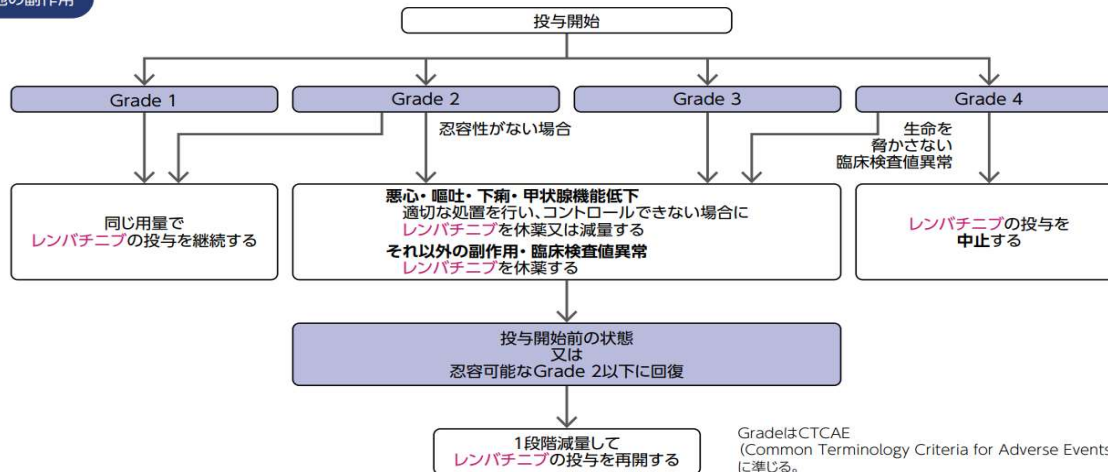 の副作用
投与開始
Grade 1
Grade 2
Grade 3
Grade 4
忍容性がない場合
生命を
脅かさない
臨床検査値異常
同じ用量で
レンバチニブの投与を継続する
悪心・嘔吐・下痢・甲状腺機能低下
適切な処置を行い、コントロールできない場合に
レンバチニブを休薬又は減量する
それ以外の副作用・臨床検査値異常
レンバチニブを休薬する
レンバチニブの投与を
中止する
投与開始前の状態
又は
忍容可能なGrade 2以下に回復
1段階減量して
レンバチニブの投与を再開する
GradeはCTCAE
(Common Terminology Criteria for Adverse Events
に準じる。